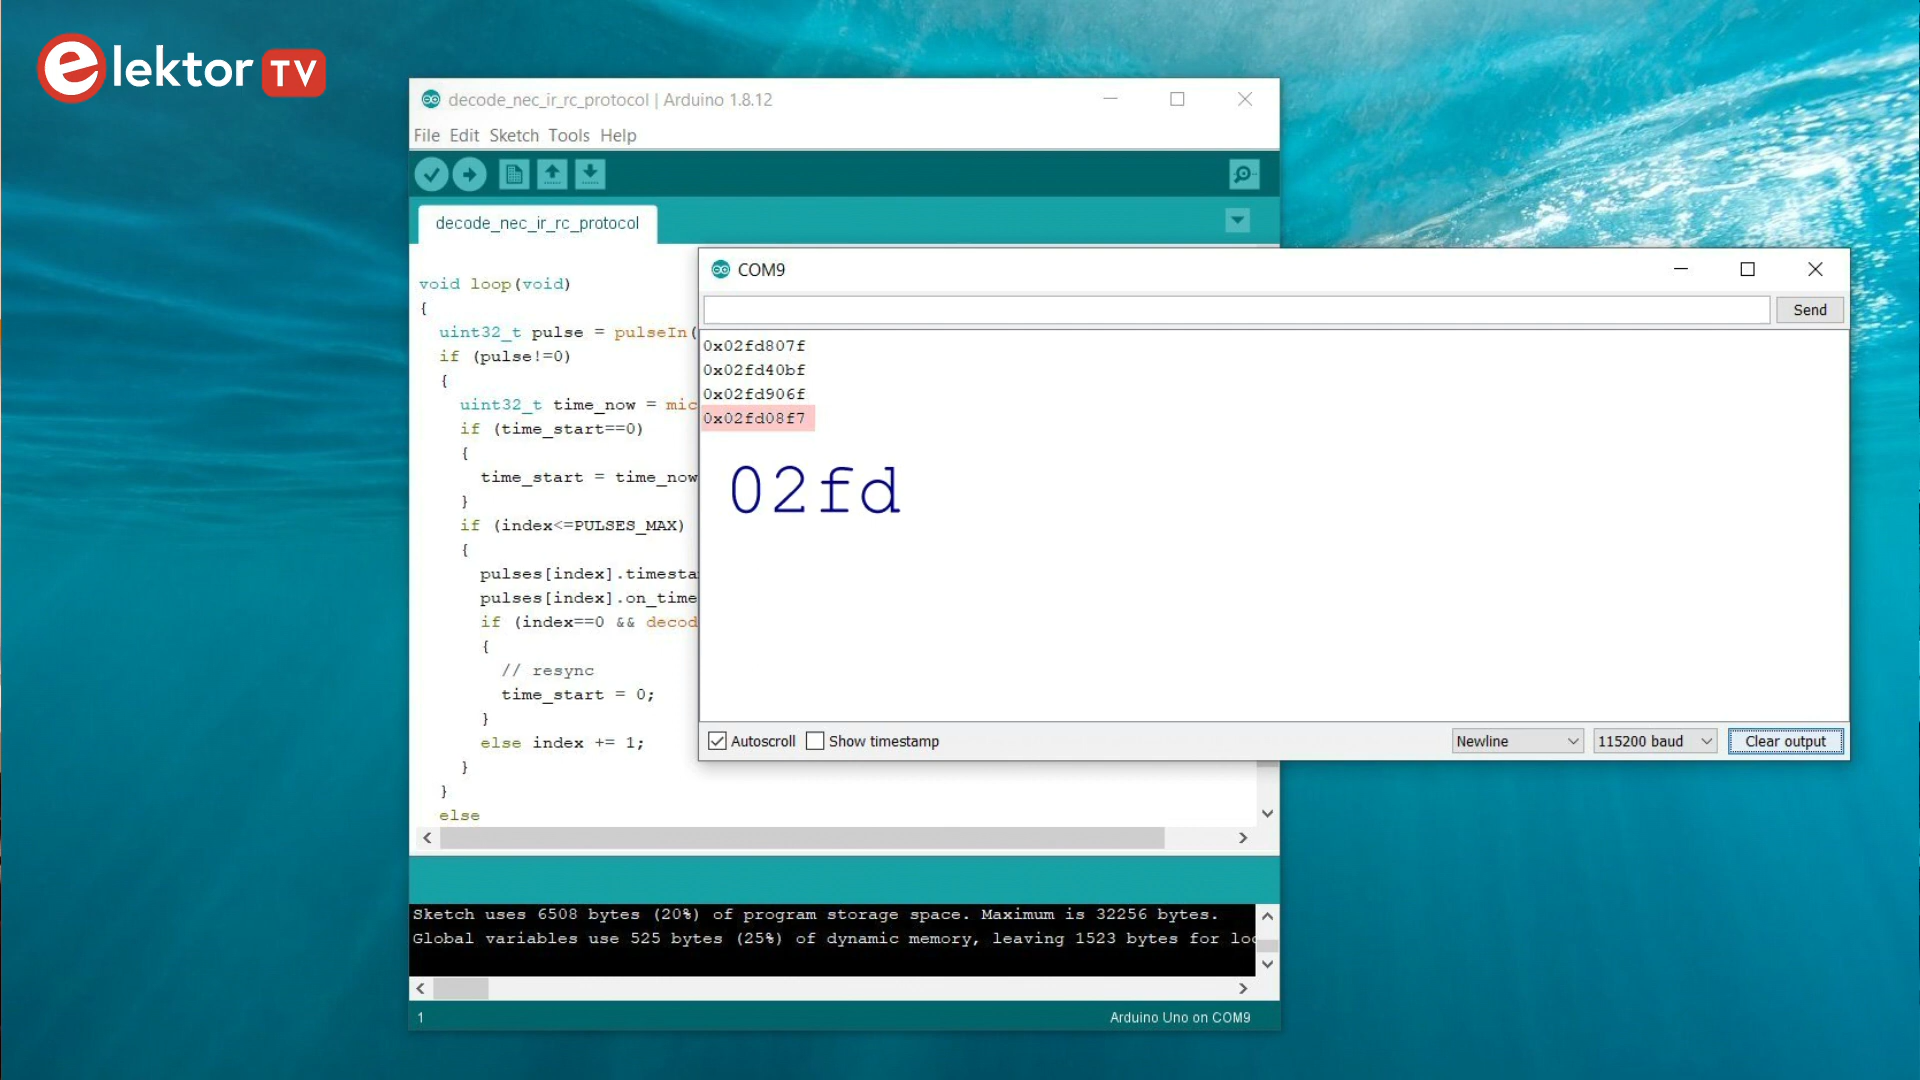 elektor TV
decode_nec_ir_rc_protocol | Arduino 1.8.12
File Edit Sketch Tools Help
decode_nec_ir_rc_protocol
void loop(void)
{
uint32_t pulse = pulseIn(
if (pulse!=0)
{
uint32_t time_now = mic
if (time_start==0)
{
time_start = time_now
}
if (index<=PULSES_MAX)
{
pulses[index].timesta
pulses[index].on_time
if (index==0 && decod
{
// resync
time_start = 0;
}
else index += 1;
}
}
else
COM9
Send
0x02fd807f
0x02fd40bf
0x02fd906f
0x02fd08f7
02fd
Autoscroll Show timestamp Newline 115200 baud Clear output
Sketch uses 6508 bytes (20%) of program storage space. Maximum is 32256 bytes.
Global variables use 525 bytes (25%) of dynamic memory, leaving 1523 bytes for loc
1 Arduino Uno on COM9